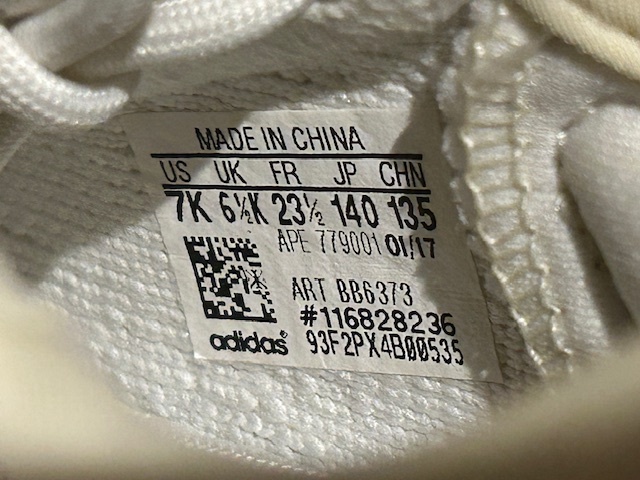 MADE IN CHINA
US UK FR JP CHN
7K 6½K 23½ 140 135
APE 779001 01/17
ART BB6373
#116828236
adidas® 93F2PX4B00535